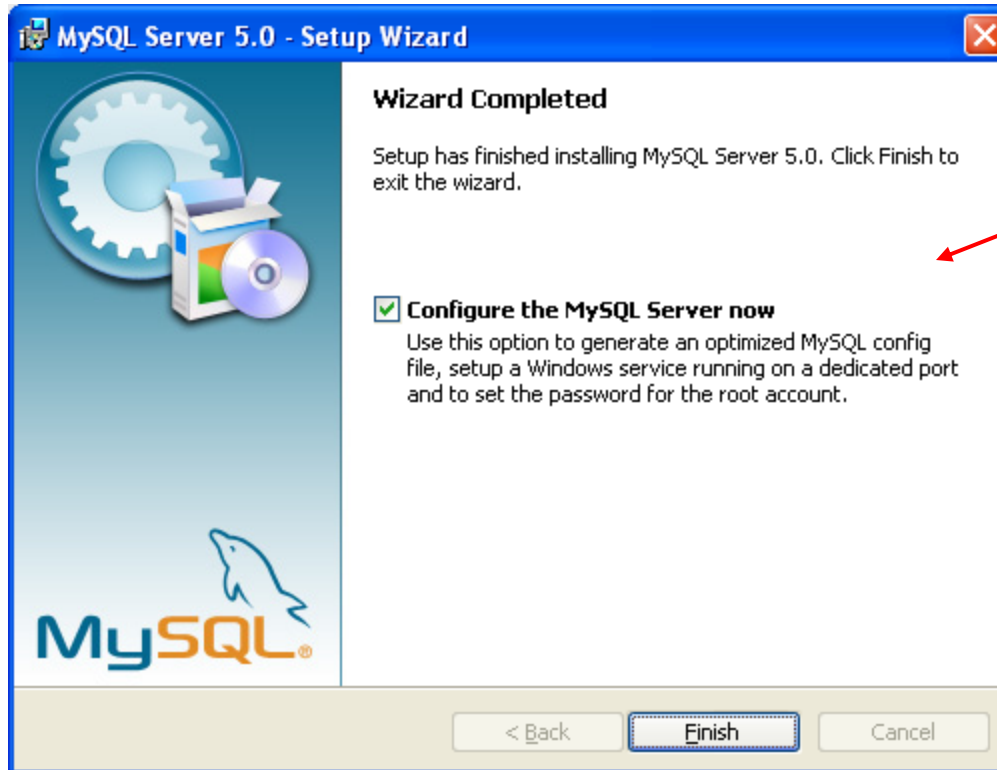 MySQL Server 5.0 - Setup Wizard
Wizard Completed
Setup has finished installing MySQL Server 5.0. Click Finish to
exit the wizard.
Configure the MySQL Server now
Use this option to generate an optimized MySQL config
file, setup a Windows service running on a dedicated port
and to set the password for the root account.
MySQL®
< Back Finish Cancel